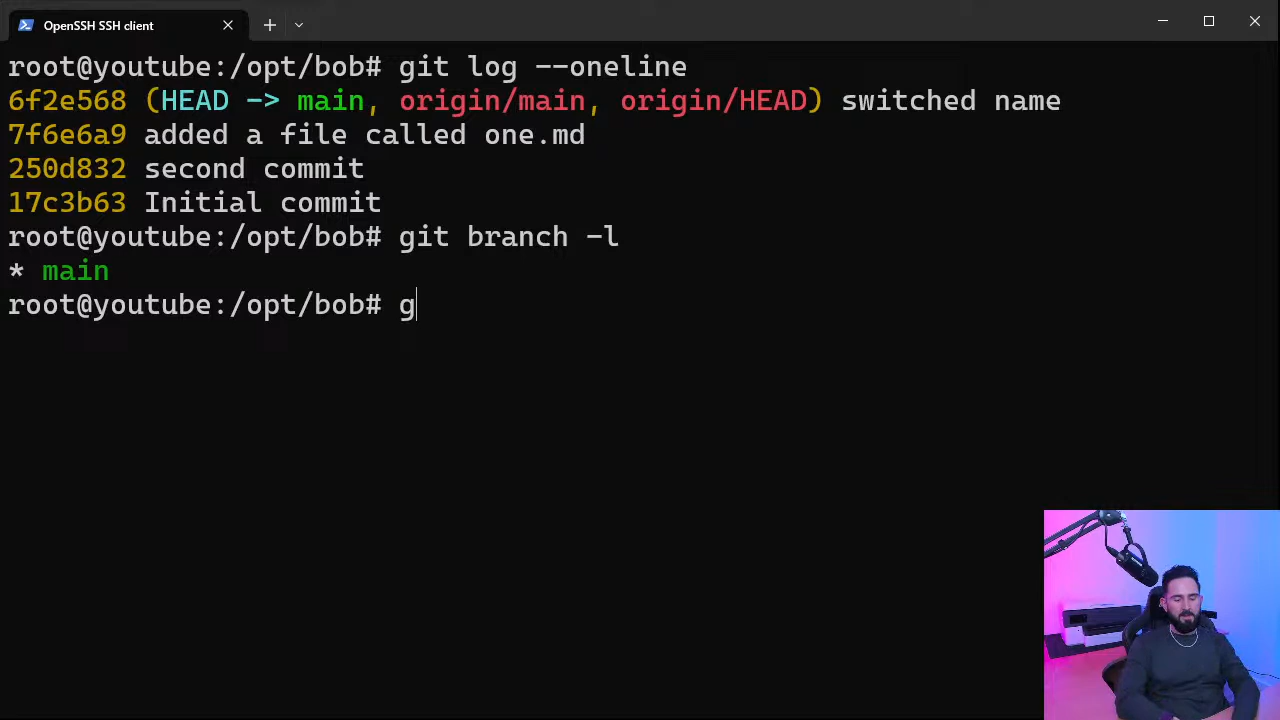 OpenSSH SSH client
root@youtube:/opt/bob# git log --oneline
6f2e568 (HEAD -> main, origin/main, origin/HEAD) switched name
7f6e6a9 added a file called one.md
250d832 second commit
17c3b63 Initial commit
root@youtube:/opt/bob# git branch -l
* main
root@youtube:/opt/bob# g